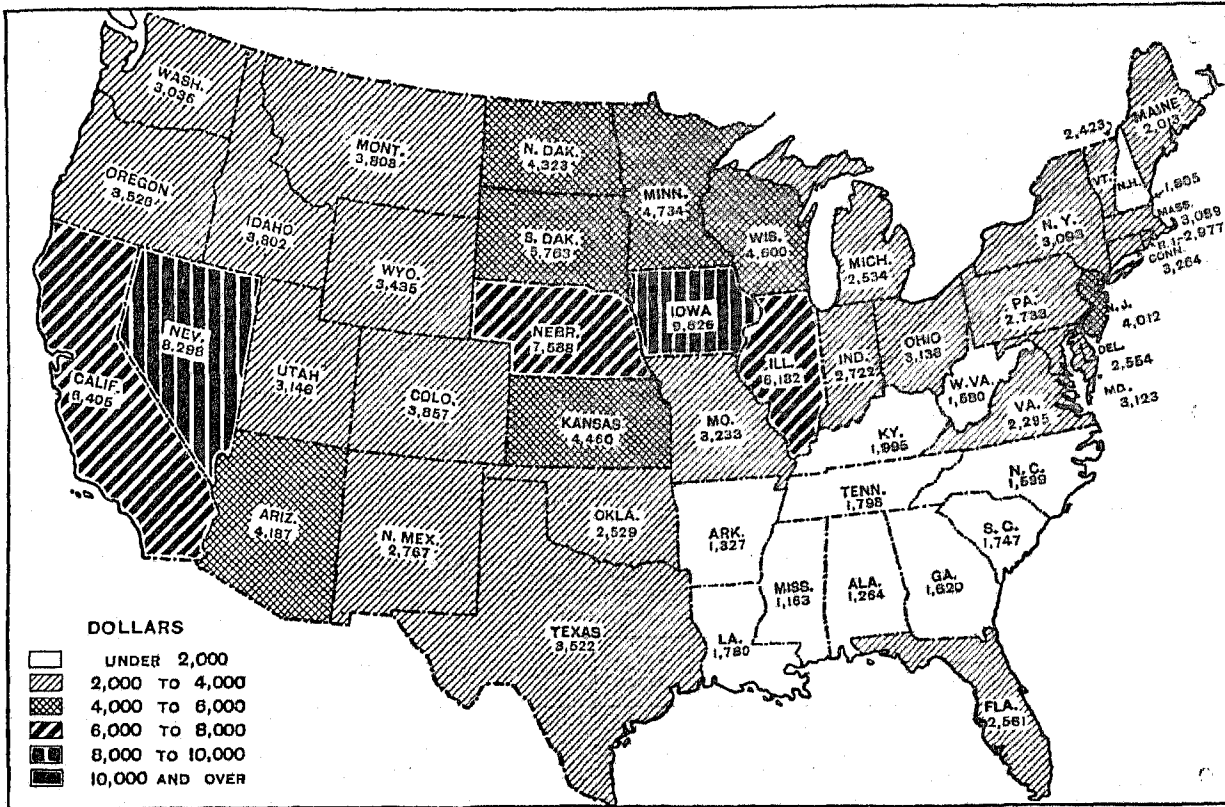 WASH.
3,036
MONT.
3,808
N. DAK.
4,323
MINN.
4,734
OREGON
3,528
IDAHO
3,802
WYO.
3,435
S. DAK.
5,763
WIS.
4,600
MICH.
2,534
2,423
VT.
N.H.
MAINE
2,013
1,805
MASS.
3,089
R.I. 2,977
CONN.
3,264
N.Y.
3,093
PA.
2,733
N.J.
4,012
DEL.
2,554
MD.
3,123
NEV.
8,298
CALIF.
6,405
UTAH
3,146
COLO.
3,857
NEBR.
7,588
IOWA
9,626
ILL.
6,182
IND.
2,722
OHIO
3,138
W.VA.
1,580
VA.
2,295
KANSAS
4,460
MO.
3,233
KY.
1,995
N.C.
1,599
TENN.
1,798
S.C.
1,747
ARIZ.
4,187
N. MEX.
2,767
OKLA.
2,529
ARK.
1,327
MISS.
1,163
ALA.
1,264
GA.
1,620
TEXAS
3,522
LA.
1,780
FLA.
2,561
DOLLARS
UNDER 2,000
2,000 TO 4,000
4,000 TO 6,000
6,000 TO 8,000
8,000 TO 10,000
10,000 AND OVER